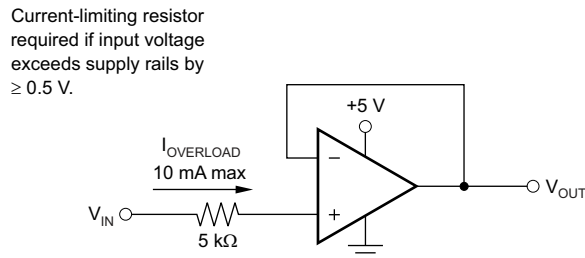 Current-limiting resistor
required if input voltage
exceeds supply rails by
≥ 0.5 V.
+5 V
I_OVERLOAD
10 mA max
−
V_OUT
V_IN
+
5 kΩ